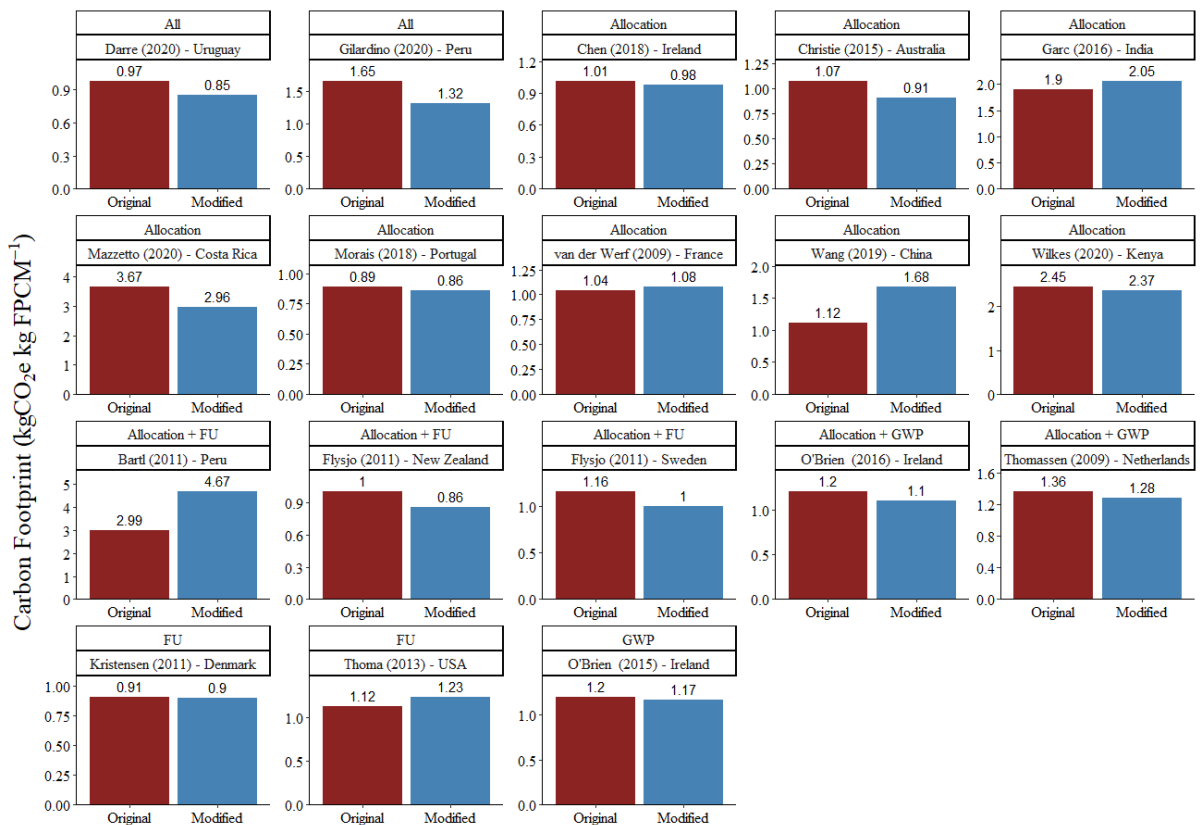 Carbon Footprint (kgCO₂e kg FPCM⁻¹)
All
Darre (2020) - Uruguay
0.97
0.85
0.9
0.6
0.3
0.0
Original Modified
All
Gilardino (2020) - Peru
1.65
1.32
1.5
1.0
0.5
0.0
Original Modified
Allocation
Chen (2018) - Ireland
1.01
0.98
1.2
0.9
0.6
0.3
0.0
Original Modified
Allocation
Christie (2015) - Australia
1.07
0.91
1.25
1.00
0.75
0.50
0.25
0.00
Original Modified
Allocation
Garc (2016) - India
1.9
2.05
2.0
1.5
1.0
0.5
0.0
Original Modified
Allocation
Mazzetto (2020) - Costa Rica
3.67
2.96
4
3
2
1
0
Original Modified
Allocation
Morais (2018) - Portugal
0.89
0.86
1.00
0.75
0.50
0.25
0.00
Original Modified
Allocation
van der Werf (2009) - France
1.04
1.08
1.25
1.00
0.75
0.50
0.25
0.00
Original Modified
Allocation
Wang (2019) - China
1.12
1.68
2.0
1.5
1.0
0.5
0.0
Original Modified
Allocation
Wilkes (2020) - Kenya
2.45
2.37
2
1
0
Original Modified
Allocation + FU
Bartl (2011) - Peru
2.99
4.67
5
4
3
2
1
0
Original Modified
Allocation + FU
Flysjo (2011) - New Zealand
1
0.86
0.9
0.6
0.3
0.0
Original Modified
Allocation + FU
Flysjo (2011) - Sweden
1.16
1
1.0
0.5
0.0
Original Modified
Allocation + GWP
O'Brien (2016) - Ireland
1.2
1.1
1.0
0.5
0.0
Original Modified
Allocation + GWP
Thomassen (2009) - Netherlands
1.36
1.28
1.6
1.2
0.8
0.4
0.0
Original Modified
FU
Kristensen (2011) - Denmark
0.91
0.9
1.00
0.75
0.50
0.25
0.00
Original Modified
FU
Thoma (2013) - USA
1.12
1.23
1.0
0.5
0.0
Original Modified
GWP
O'Brien (2015) - Ireland
1.2
1.17
1.0
0.5
0.0
Original Modified